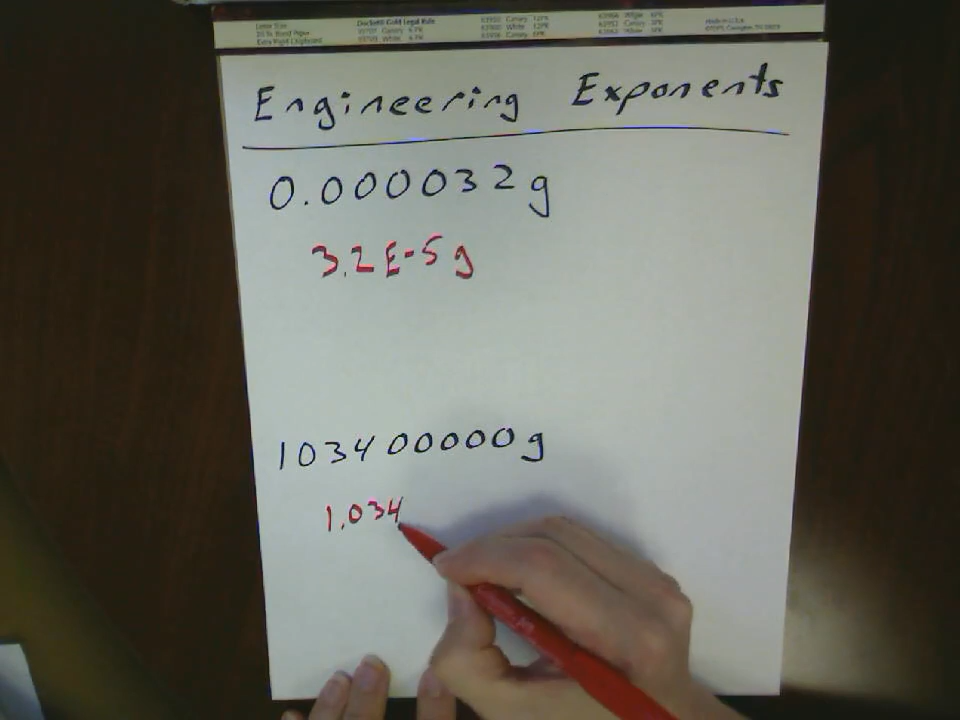 Engineering Exponents
0.000032g
3.2E-5g
103400000g
1.034